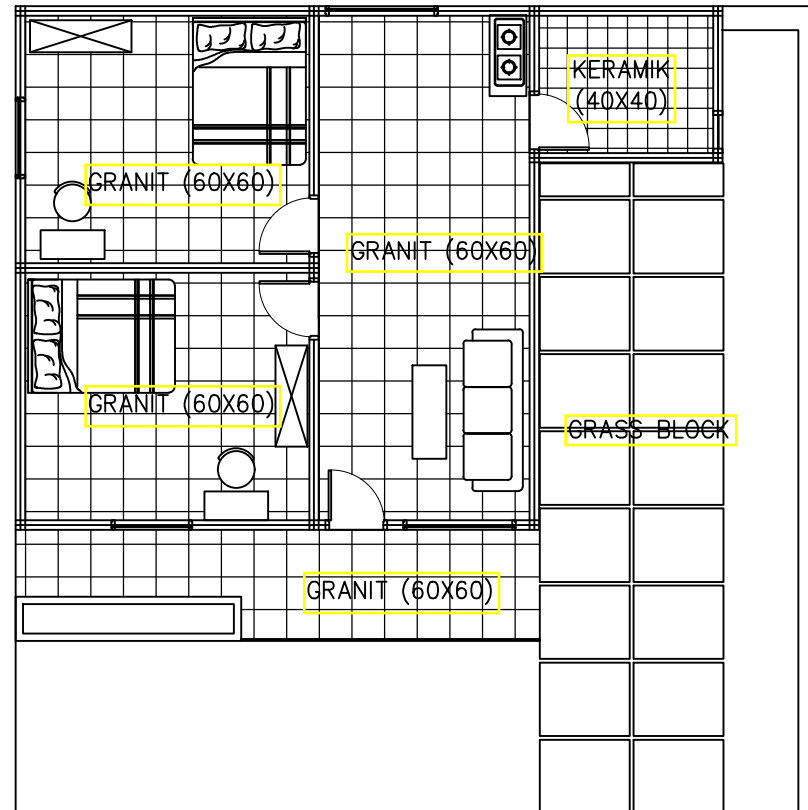 KERAMIK
(40X40)
GRANIT (60X60)
GRANIT (60X60)
GRANIT (60X60)
GRASS BLOCK
GRANIT (60X60)